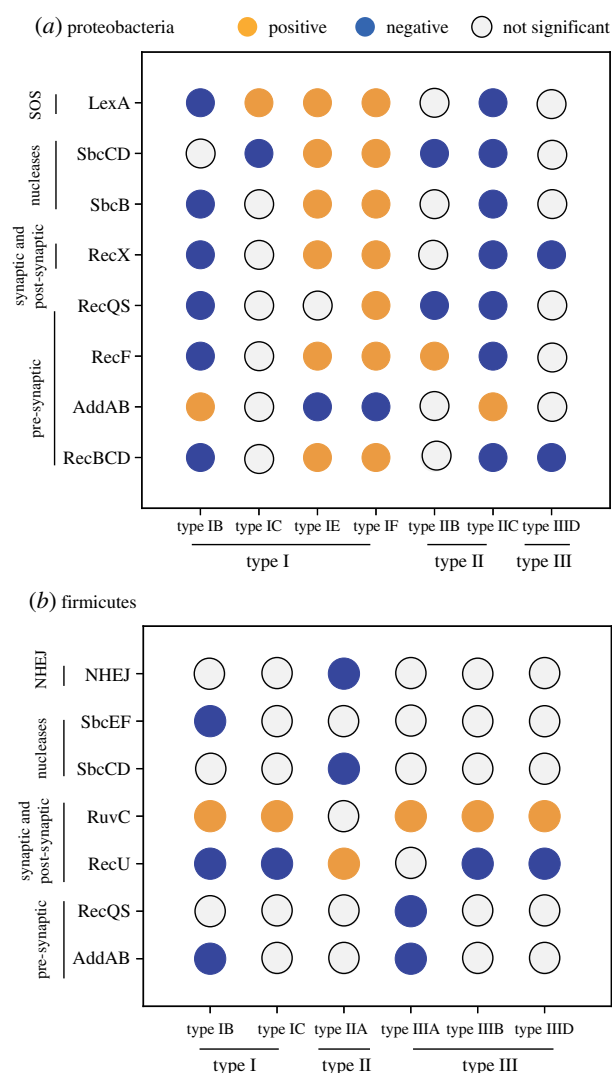 (a) proteobacteria positive negative not significant
SOS
nucleases
synaptic and
post-synaptic
pre-synaptic
LexA
SbcCD
SbcB
RecX
RecQS
RecF
AddAB
RecBCD
type IB type IC type IE type IF type IIB type IIC type IIID
type I type II type III
(b) firmicutes
NHEJ
nucleases
synaptic and
post-synaptic
pre-synaptic
NHEJ
SbcEF
SbcCD
RuvC
RecU
RecQS
AddAB
type IB type IC type IIA type IIIA type IIIB type IIID
type I type II type III